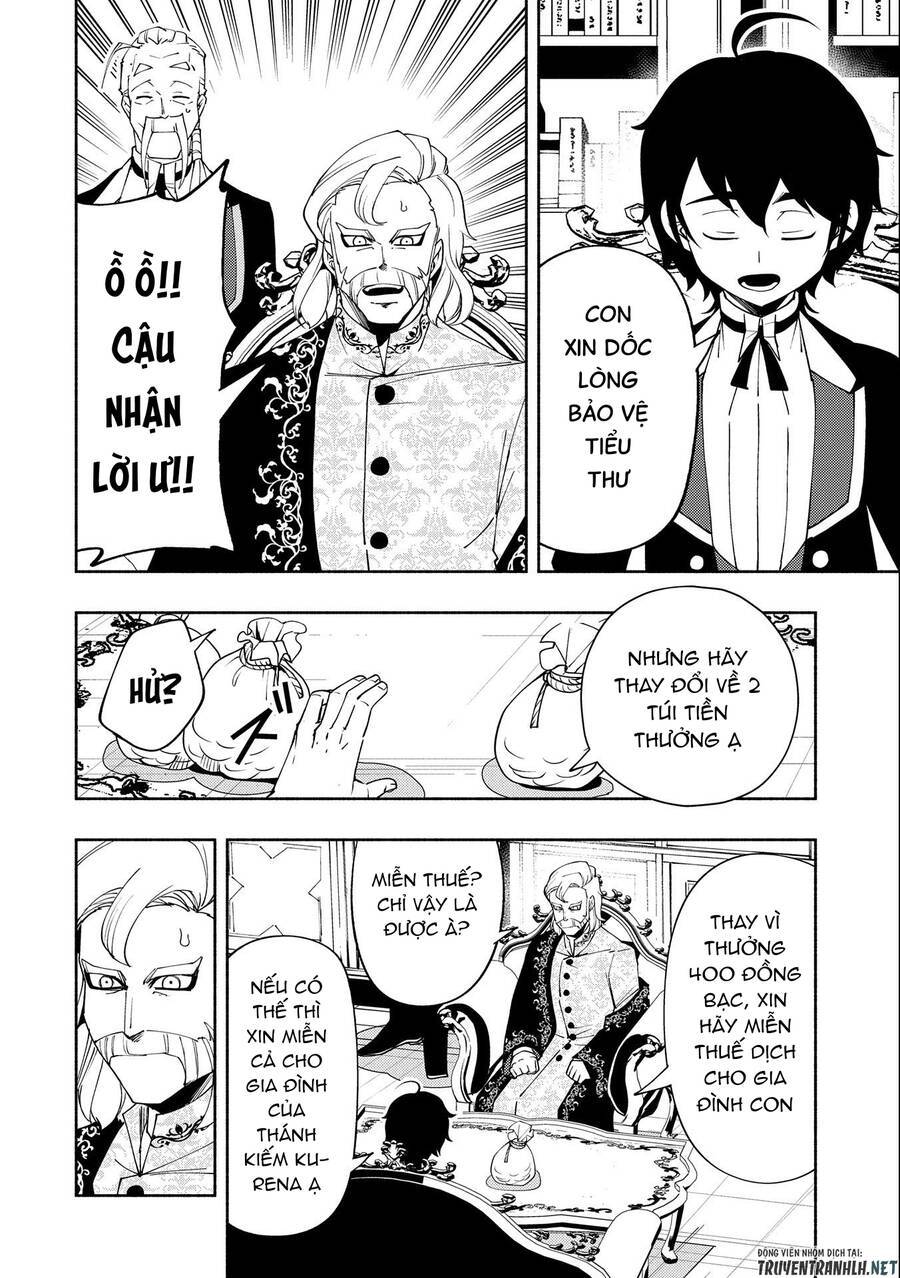 CON
XIN DỐC
LÒNG
BẢO VỆ
TIỂU
THƯ
Ồ Ồ!!
CẬU
NHẬN
LỜI Ư!!
NHƯNG HÃY
THAY ĐỔI VỀ 2
TÚI TIỀN
THƯỞNG Ạ
HỬ?
THAY VÌ
THƯỞNG
400 ĐỒNG
BẠC, XIN
HÃY MIỄN
THUẾ DỊCH
CHO GIA
ĐÌNH CON
MIỄN THUẾ?
CHỈ VẬY LÀ
ĐƯỢC À?
NẾU CÓ
THỂ THÌ
XIN MIỄN
CẢ CHO
GIA ĐÌNH
CỦA
THÁNH
KIẾM KU-
RENA Ạ
ĐỘNG VIÊN NHÓM DỊCH TẠI:
TRUYENTRANHLH.NET